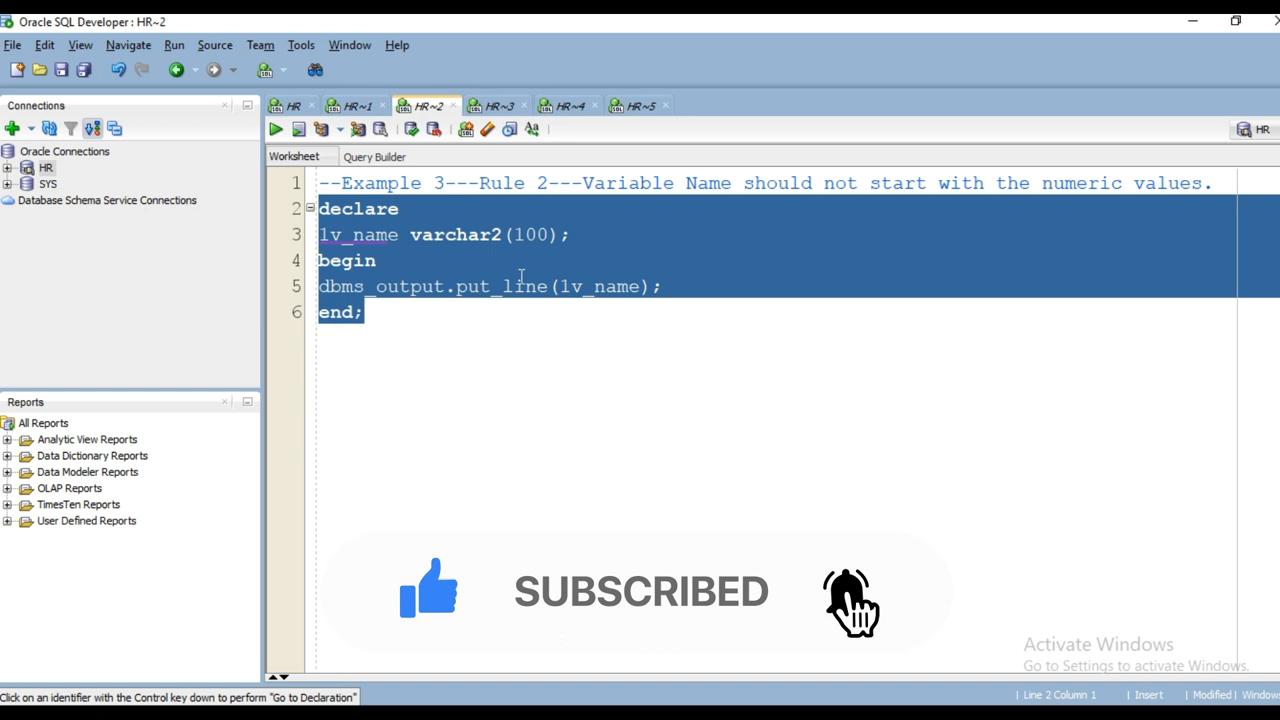 Oracle SQL Developer : HR~2
File Edit View Navigate Run Source Team Tools Window Help
Connections
Oracle Connections
HR
SYS
Database Schema Service Connections
Reports
All Reports
Analytic View Reports
Data Dictionary Reports
Data Modeler Reports
OLAP Reports
TimesTen Reports
User Defined Reports
HR HR~1 HR~2 HR~3 HR~4 HR~5
HR
Worksheet Query Builder
1 --Example 3---Rule 2---Variable Name should not start with the numeric values.
2 declare
3 1v_name varchar2(100);
4 begin
5 dbms_output.put_line(1v_name);
6 end;
SUBSCRIBED
Activate Windows
Go to Settings to activate Windows.
Click on an identifier with the Control key down to perform "Go to Declaration"
Line 2 Column 1 Insert Modified Windows